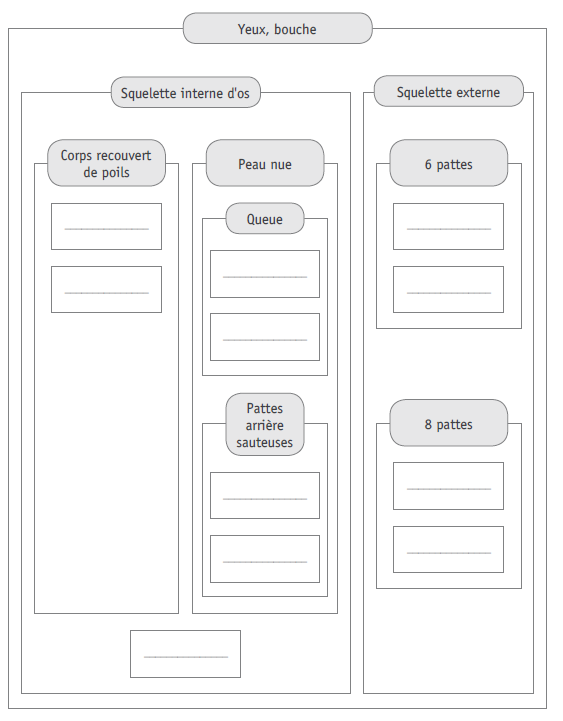 Yeux, bouche
Squelette interne d'os
Squelette externe
Corps recouvert
de poils
Peau nue
6 pattes
Queue
Pattes
arrière
sauteuses
8 pattes